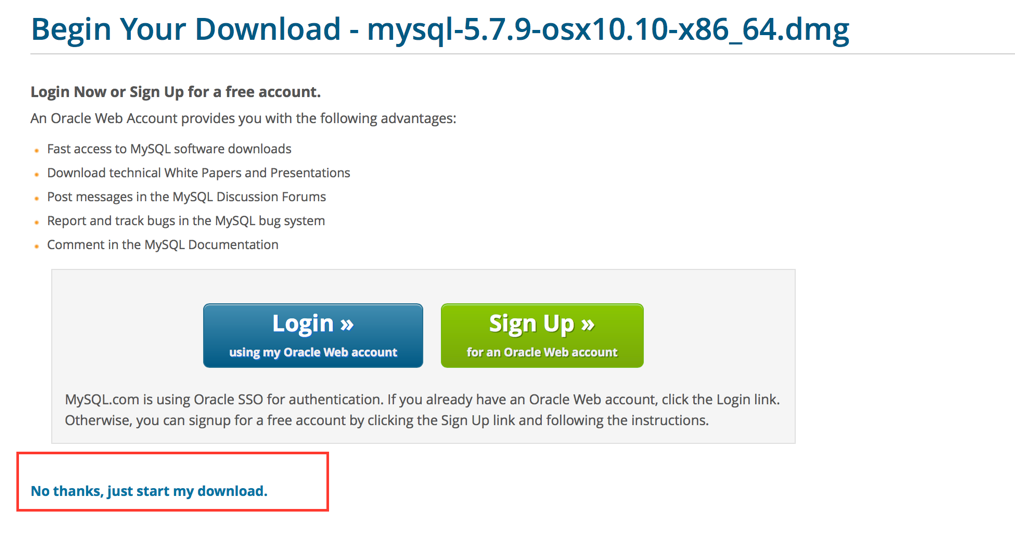 Begin Your Download - mysql-5.7.9-osx10.10-x86_64.dmg
Login Now or Sign Up for a free account.
An Oracle Web Account provides you with the following advantages:
Fast access to MySQL software downloads
Download technical White Papers and Presentations
Post messages in the MySQL Discussion Forums
Report and track bugs in the MySQL bug system
Comment in the MySQL Documentation
Login »
using my Oracle Web account
Sign Up »
for an Oracle Web account
MySQL.com is using Oracle SSO for authentication. If you already have an Oracle Web account, click the Login link.
Otherwise, you can signup for a free account by clicking the Sign Up link and following the instructions.
No thanks, just start my download.